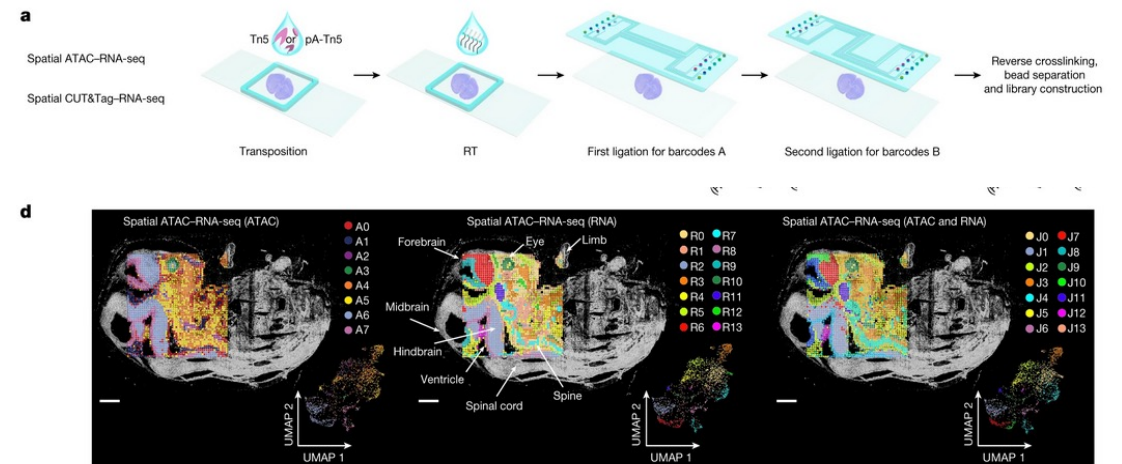 a
Tn5 or pA-Tn5
Spatial ATAC–RNA-seq
Spatial CUT&Tag–RNA-seq
Reverse crosslinking,
bead separation
and library construction
Transposition
RT
First ligation for barcodes A
Second ligation for barcodes B
d
Spatial ATAC–RNA-seq (ATAC)
A0
A1
A2
A3
A4
A5
A6
A7
UMAP 2
UMAP 1
Spatial ATAC–RNA-seq (RNA)
Forebrain
Eye
Limb
Midbrain
Hindbrain
Ventricle
Spinal cord
Spine
R0 R7
R1 R8
R2 R9
R3 R10
R4 R11
R5 R12
R6 R13
UMAP 2
UMAP 1
Spatial ATAC–RNA-seq (ATAC and RNA)
J0 J7
J1 J8
J2 J9
J3 J10
J4 J11
J5 J12
J6 J13
UMAP 2
UMAP 1